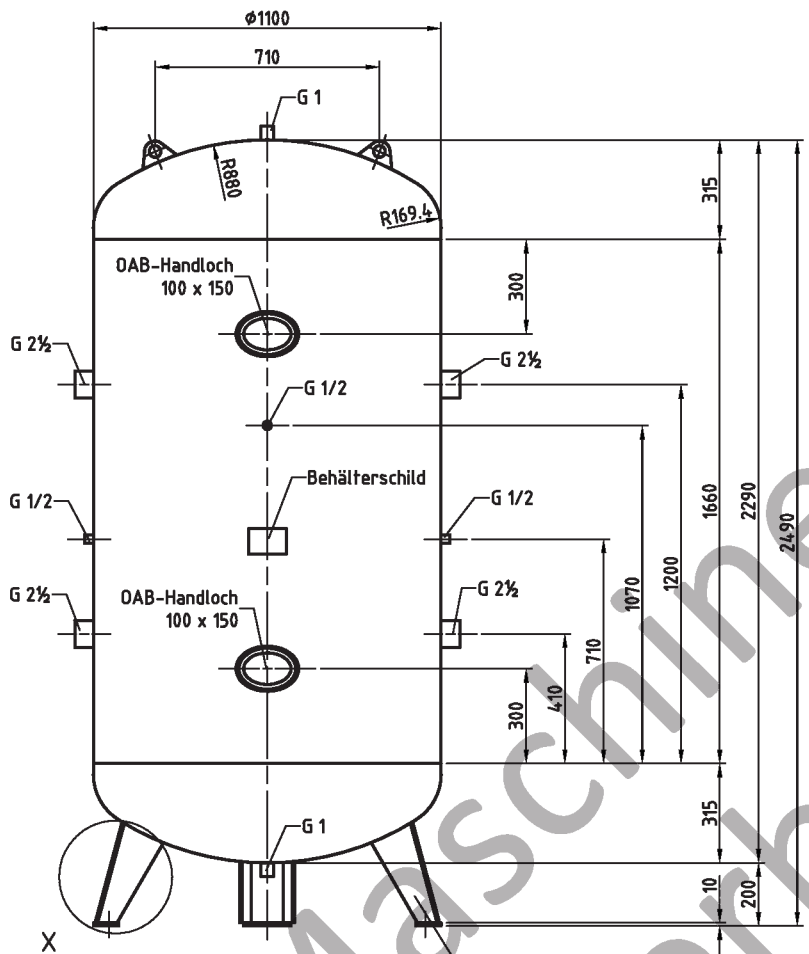 ø1100
710
G 1
R880
R169.4
315
OAB-Handloch
100 x 150
300
G 2½
G 2½
G 1/2
Behälterschild
G 1/2
G 1/2
1660
2290
2490
1200
1070
710
OAB-Handloch
100 x 150
G 2½
G 2½
410
300
G 1
315
10
200
X
Maschine